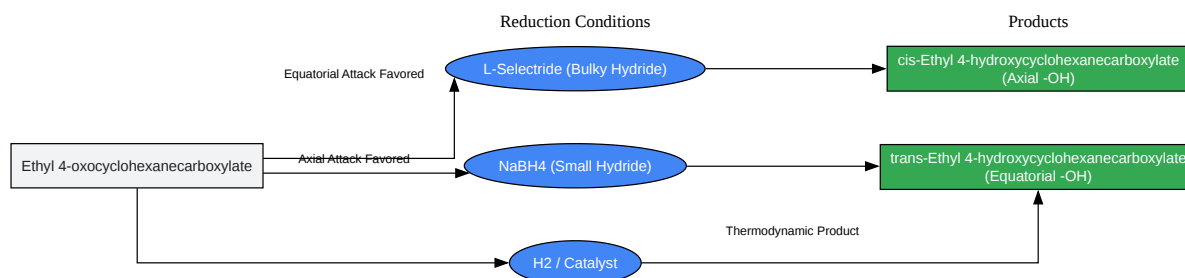 Reduction Conditions
Products
Equatorial Attack Favored
L-Selectride (Bulky Hydride)
cis-Ethyl 4-hydroxycyclohexanecarboxylate
(Axial -OH)
Ethyl 4-oxocyclohexanecarboxylate
Axial Attack Favored
NaBH4 (Small Hydride)
trans-Ethyl 4-hydroxycyclohexanecarboxylate
(Equatorial -OH)
Thermodynamic Product
H2 / Catalyst